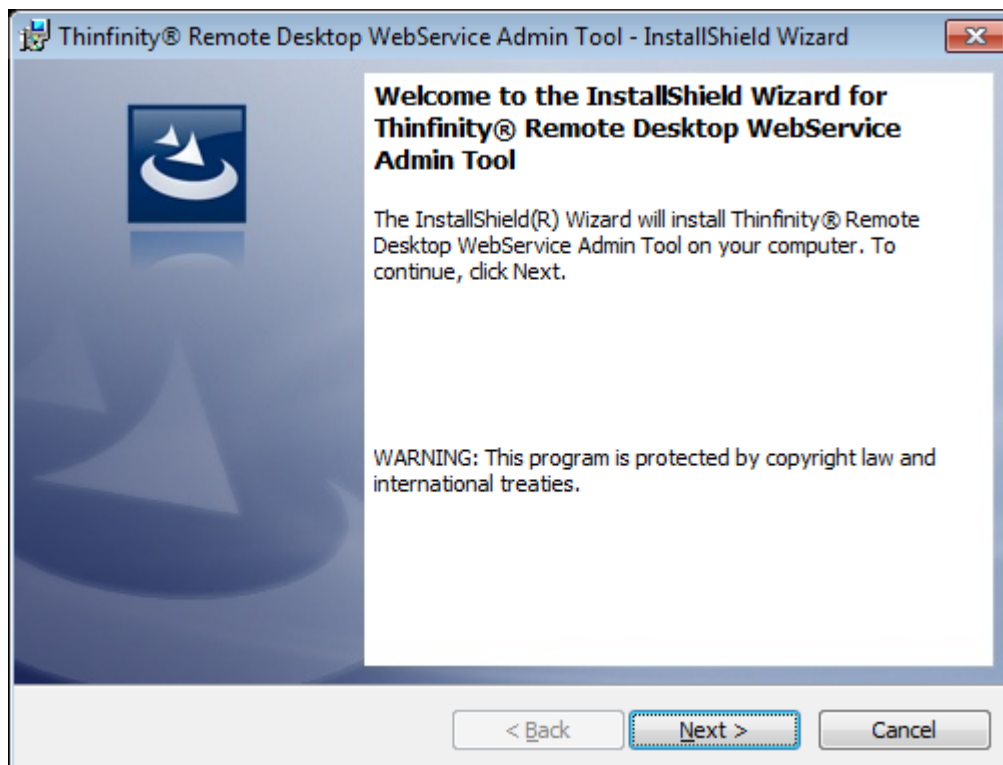 Thinfinity® Remote Desktop WebService Admin Tool - InstallShield Wizard
Welcome to the InstallShield Wizard for
Thinfinity® Remote Desktop WebService
Admin Tool
The InstallShield(R) Wizard will install Thinfinity® Remote
Desktop WebService Admin Tool on your computer. To
continue, click Next.
WARNING: This program is protected by copyright law and
international treaties.
< Back
Next >
Cancel